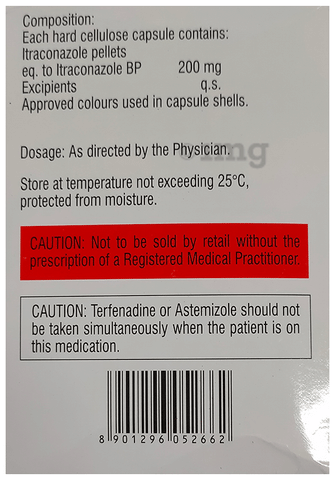 Composition:
Each hard cellulose capsule contains:
Itraconazole pellets
eq. to Itraconazole BP 200 mg
Excipients q.s.
Approved colours used in capsule shells.
Dosage: As directed by the Physician.
Store at temperature not exceeding 25°C,
protected from moisture.
CAUTION: Not to be sold by retail without the
prescription of a Registered Medical Practitioner.
CAUTION: Terfenadine or Astemizole should not
be taken simultaneously when the patient is on
this medication.
8 901296 052662